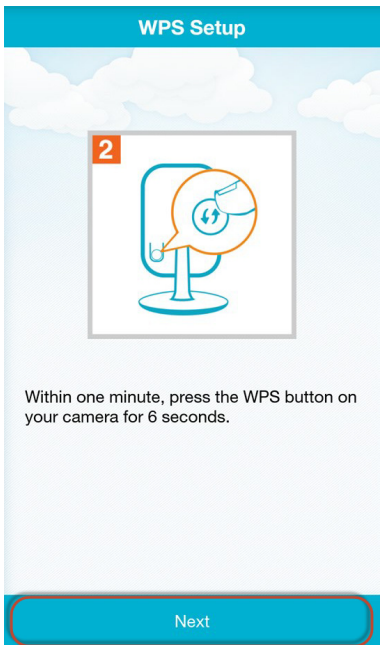 WPS Setup
2
Within one minute, press the WPS button on
your camera for 6 seconds.
Next